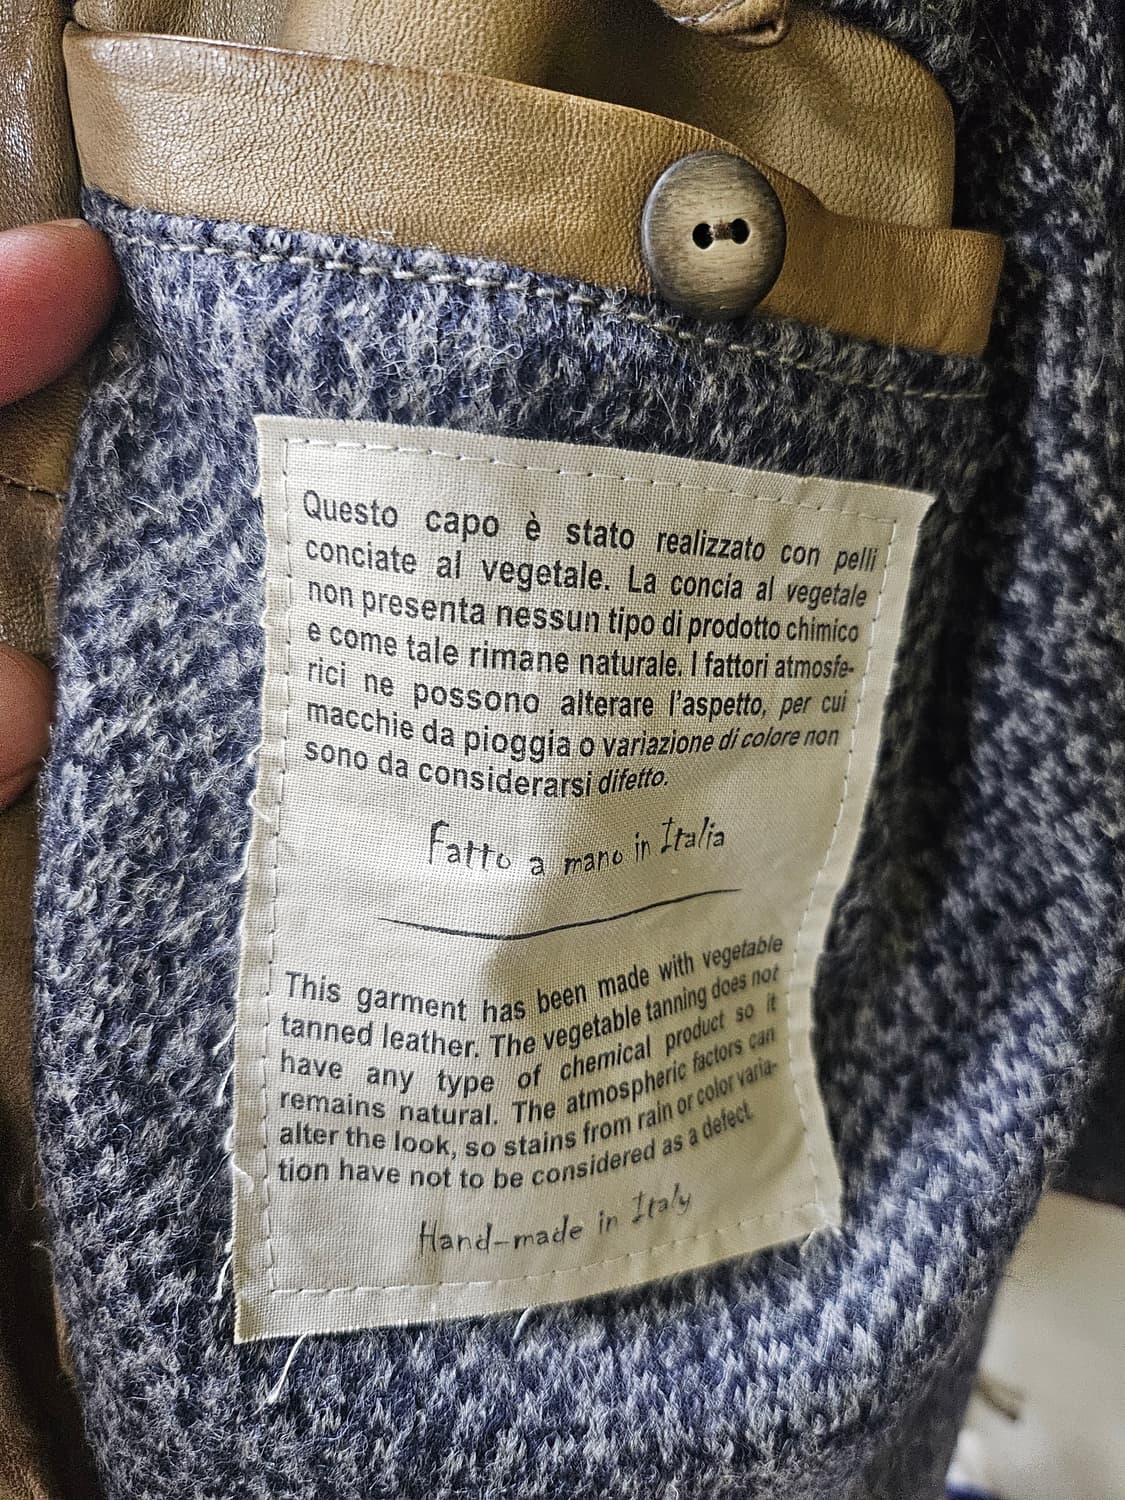 Questo capo è stato realizzato con pelli
conciate al vegetale. La concia al vegetale
non presenta nessun tipo di prodotto chimico
e come tale rimane naturale. I fattori atmosfe-
rici ne possono alterare l'aspetto, per cui
macchie da pioggia o variazione di colore non
sono da considerarsi difetto.
Fatto a mano in Italia
This garment has been made with vegetable
tanned leather. The vegetable tanning does not
have any type of chemical product so it
remains natural. The atmospheric factors can
alter the look, so stains from rain or color varia-
tion have not to be considered as a defect.
Hand-made in Italy